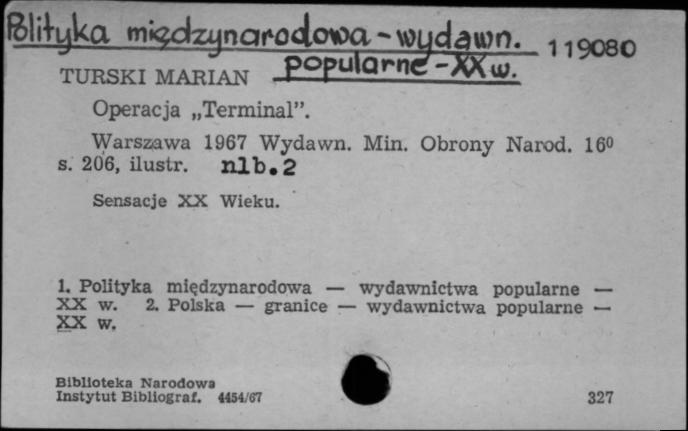 Polityka międzynarodowa - wydawn. 119080
popularne - XX w.
TURSKI MARIAN
Operacja „Terminal”.
Warszawa 1967 Wydawn. Min. Obrony Narod. 16⁰
s. 206, ilustr. nlb. 2
Sensacje XX Wieku.
1. Polityka międzynarodowa — wydawnictwa popularne —
XX w. 2. Polska — granice — wydawnictwa popularne —
XX w.
Biblioteka Narodowa
Instytut Bibliograf. 4454/67 327